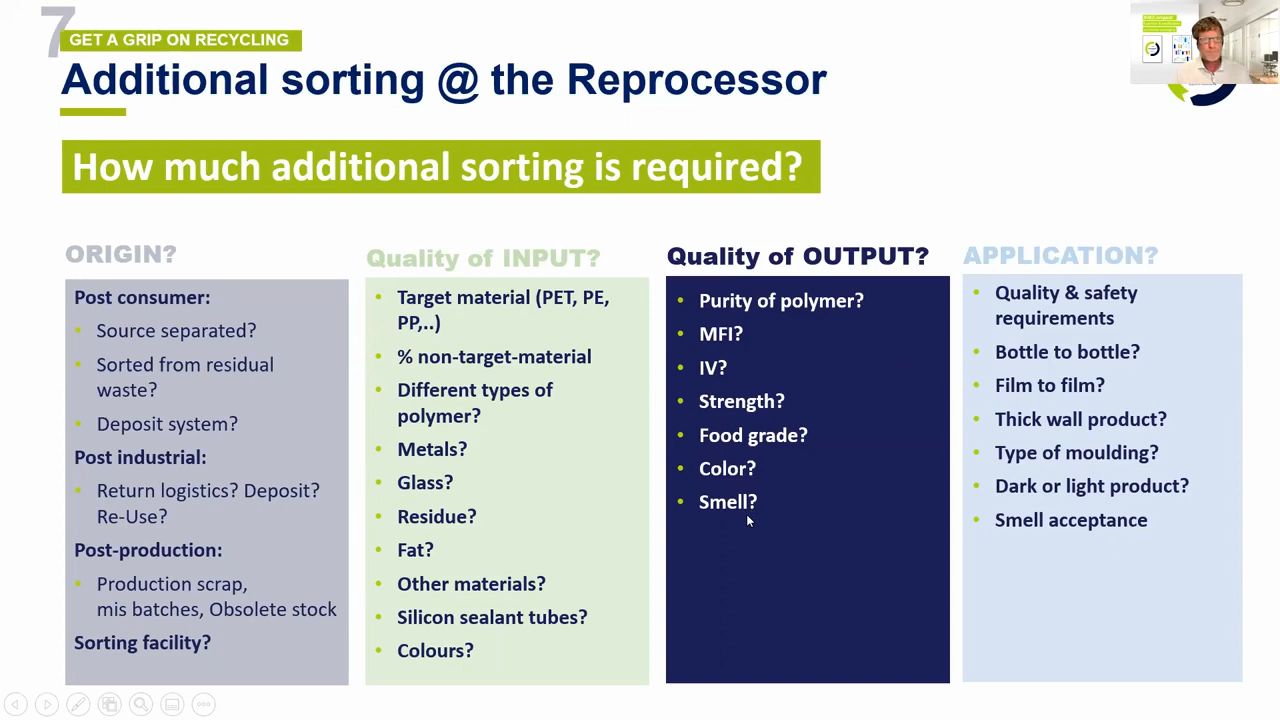 7
GET A GRIP ON RECYCLING
Additional sorting @ the Reprocessor
How much additional sorting is required?
ORIGIN?
Post consumer:
• Source separated?
• Sorted from residual
waste?
• Deposit system?
Post industrial:
• Return logistics? Deposit?
Re-Use?
Post-production:
• Production scrap,
mis batches, Obsolete stock
Sorting facility?
Quality of INPUT?
• Target material (PET, PE,
PP,..)
• % non-target-material
• Different types of
polymer?
• Metals?
• Glass?
• Residue?
• Fat?
• Other materials?
• Silicon sealant tubes?
• Colours?
Quality of OUTPUT?
• Purity of polymer?
• MFI?
• IV?
• Strength?
• Food grade?
• Color?
• Smell?
APPLICATION?
• Quality & safety
requirements
• Bottle to bottle?
• Film to film?
• Thick wall product?
• Type of moulding?
• Dark or light product?
• Smell acceptance